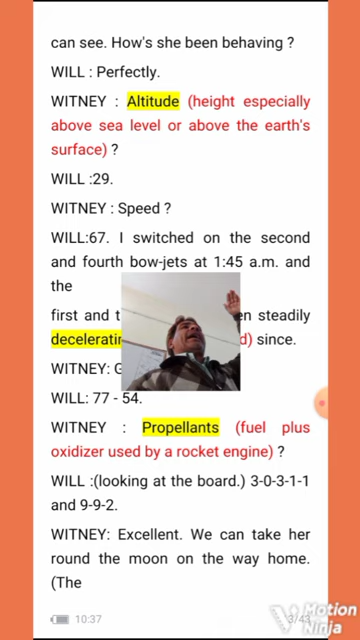 can see. How's she been behaving ?
WILL : Perfectly.
WITNEY : Altitude (height especially
above sea level or above the earth's
surface) ?
WILL :29.
WITNEY : Speed ?
WILL:67. I switched on the second
and fourth bow-jets at 1:45 a.m. and
the
first and steadily
since.
WITNEY:
WILL: 77 - 54.
WITNEY : Propellants (fuel plus
oxidizer used by a rocket engine) ?
WILL :(looking at the board.) 3-0-3-1-1
and 9-9-2.
WITNEY: Excellent. We can take her
round the moon on the way home.
(The
10:37
3/43
Motion
Ninja